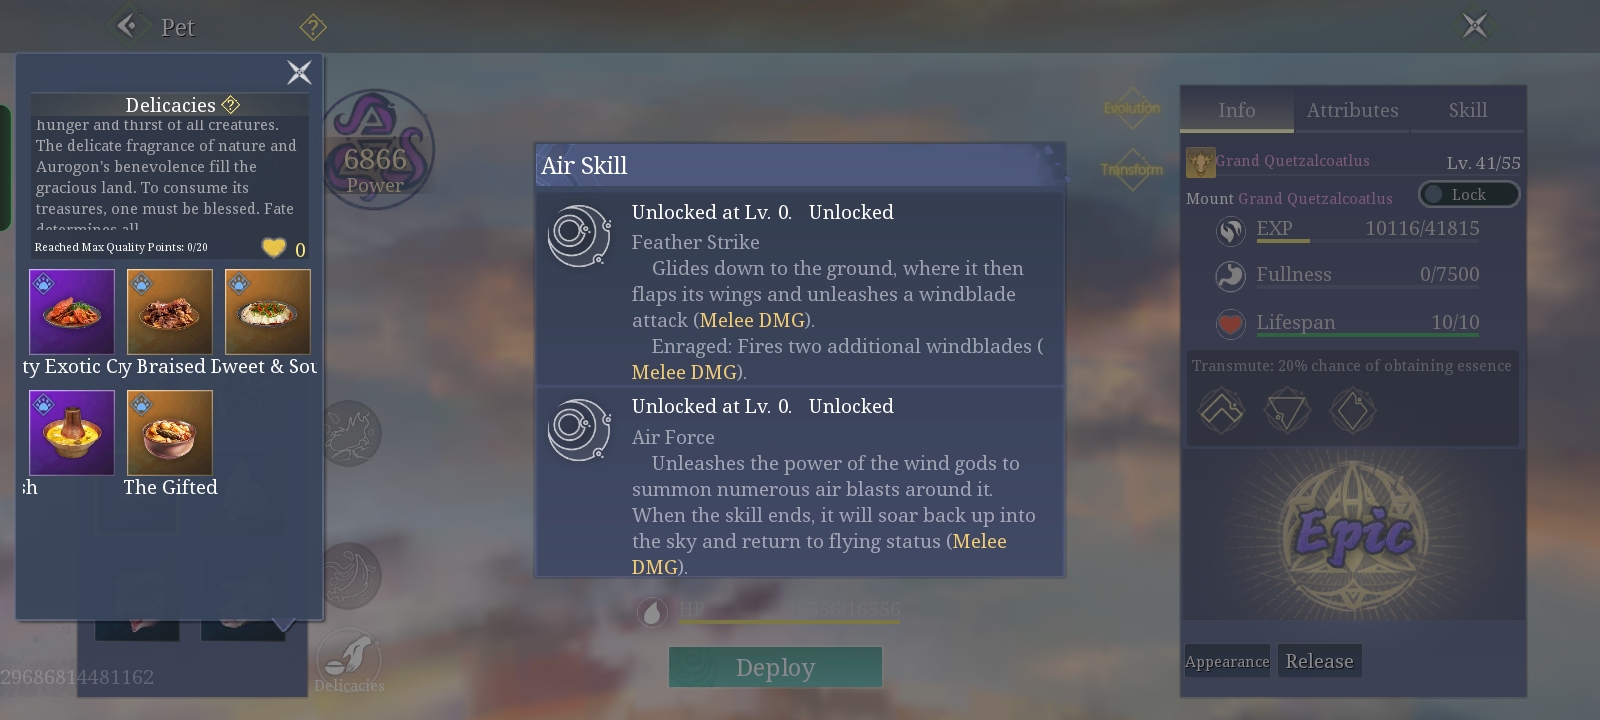 Pet
Delicacies
hunger and thirst of all creatures.
The delicate fragrance of nature and
Aurogon's benevolence fill the
gracious land. To consume its
treasures, one must be blessed. Fate
determines all
Reached Max Quality Points: 0/20
0
ty Exotic C
y Braised
weet & Sou
sh
The Gifted
29686814481162
6866
Power
Delicacies
Air Skill
Unlocked at Lv. 0. Unlocked
Feather Strike
Glides down to the ground, where it then
flaps its wings and unleashes a windblade
attack (Melee DMG).
Enraged: Fires two additional windblades (
Melee DMG).
Unlocked at Lv. 0. Unlocked
Air Force
Unleashes the power of the wind gods to
summon numerous air blasts around it.
When the skill ends, it will soar back up into
the sky and return to flying status (Melee
DMG).
HP
/16556
Deploy
Evolution
Transform
Info
Attributes
Skill
Grand Quetzalcoatlus
Lv. 41/55
Mount Grand Quetzalcoatlus
Lock
EXP 10116/41815
Fullness 0/7500
Lifespan 10/10
Transmute: 20% chance of obtaining essence
Epic
Appearance
Release